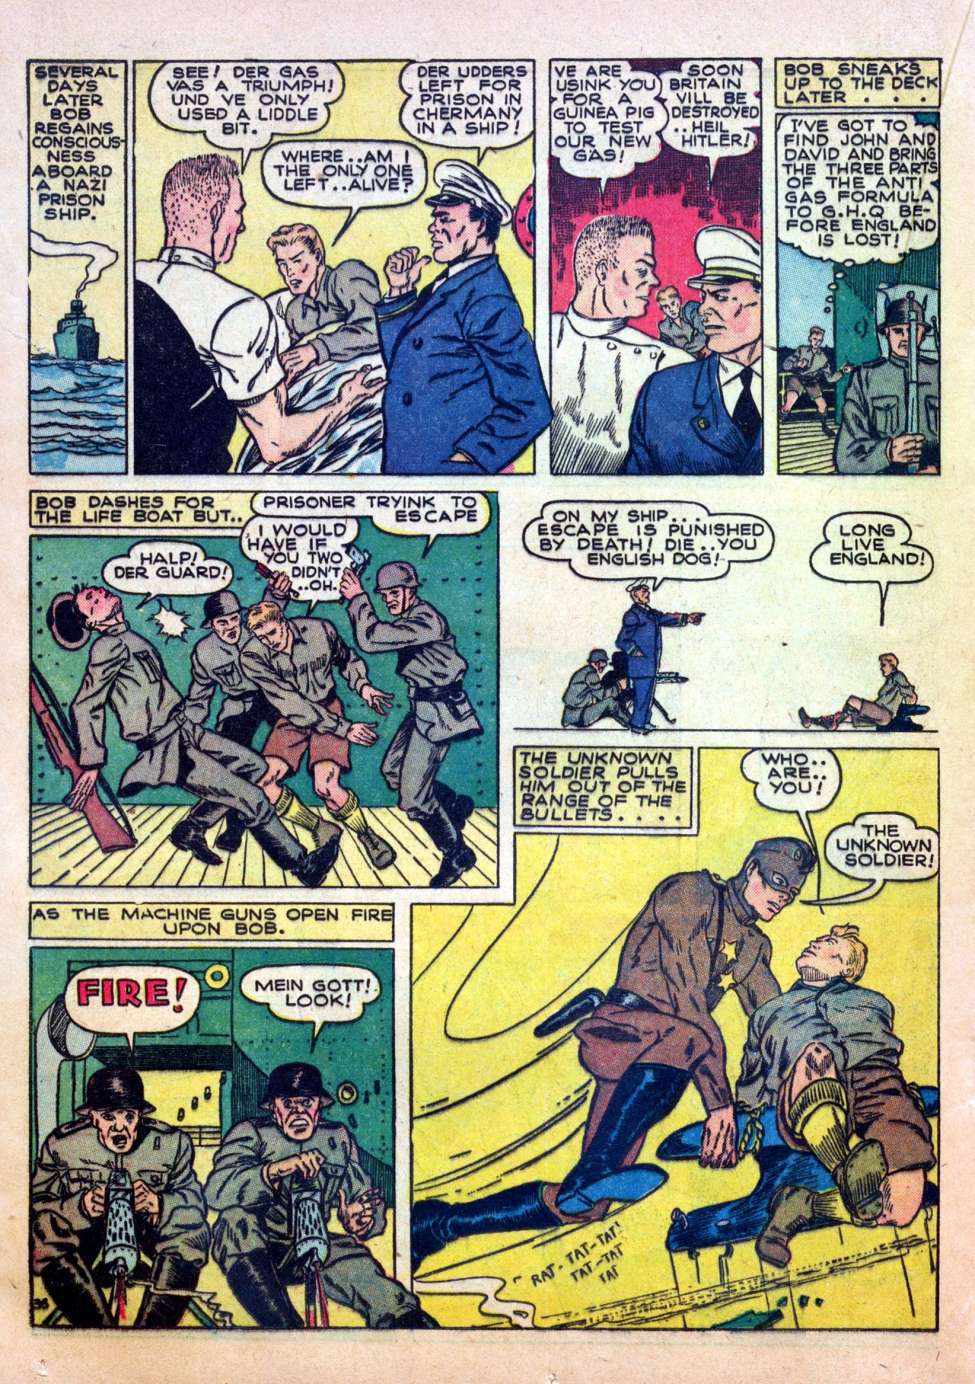 SEVERAL
DAYS
LATER
BOB
REGAINS
CONSCIOUS-
NESS
ABOARD
A NAZI
PRISON
SHIP.
SEE! DER GAS
VAS A TRIUMPH!
UND VE ONLY
USED A LIDDLE
BIT.
WHERE..AM I
THE ONLY ONE
LEFT..ALIVE?
DER UDDERS
LEFT FOR
PRISON IN
CHERMANY
IN A SHIP!
VE ARE
USINK YOU
FOR A
GUINEA PIG
TO TEST
OUR NEW
GAS!
SOON
BRITAIN
VILL BE
DESTROYED
..HEIL
HITLER!
BOB SNEAKS
UP TO THE DECK
LATER . . .
I'VE GOT TO
FIND JOHN AND
DAVID AND BRING
THE THREE PARTS
OF THE ANTI
GAS FORMULA
TO G.H.Q BE-
FORE ENGLAND
IS LOST!
BOB DASHES FOR
THE LIFE BOAT BUT..
HALP!
DER GUARD!
I WOULD
HAVE IF
YOU TWO
DIDN'T
..OH.
PRISONER TRYINK TO
ESCAPE
ON MY SHIP...
ESCAPE IS PUNISHED
BY DEATH! DIE..YOU
ENGLISH DOG!
LONG
LIVE
ENGLAND!
AS THE MACHINE GUNS OPEN FIRE
UPON BOB.
FIRE!
MEIN GOTT!
LOOK!
36
THE UNKNOWN
SOLDIER PULLS
HIM OUT OF THE
RANGE OF THE
BULLETS . . . .
WHO..
ARE..
YOU!
THE
UNKNOWN
SOLDIER!
RAT-TAT-TAT!
TAT-TAT
TAT